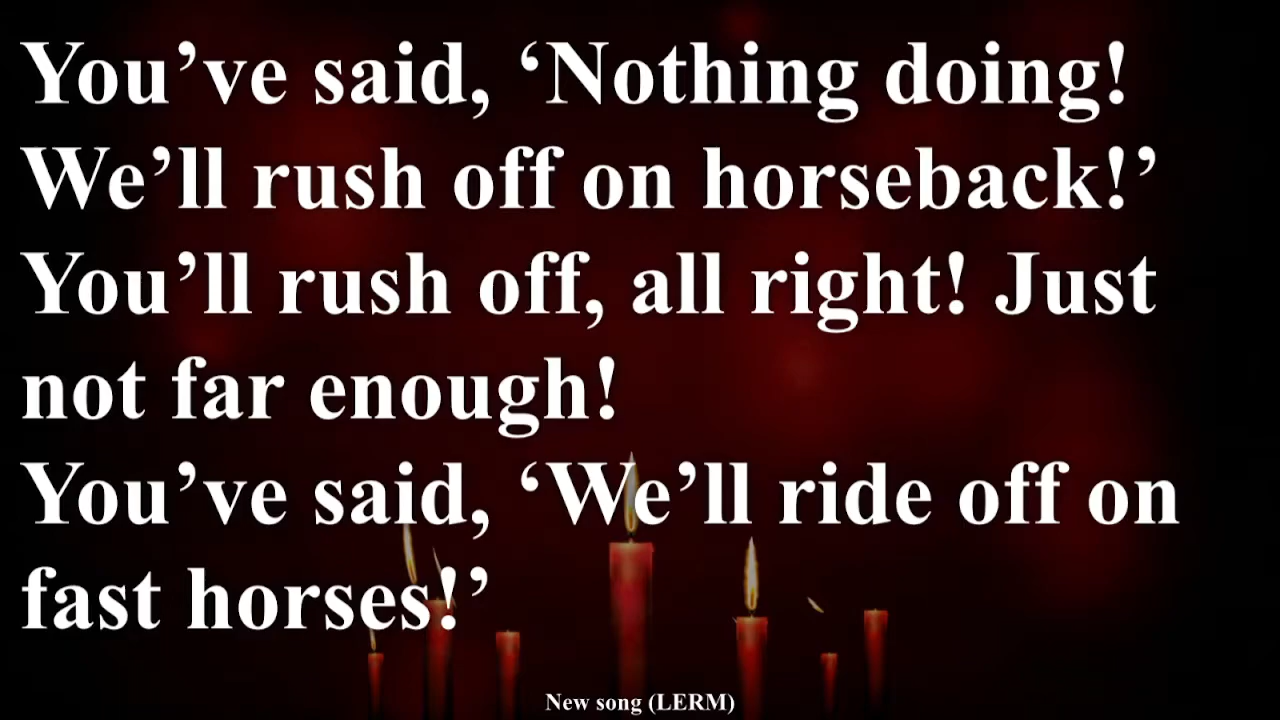 You’ve said, ‘Nothing doing!
We’ll rush off on horseback!’
You’ll rush off, all right! Just
not far enough!
You’ve said, ‘We’ll ride off on
fast horses!’
New song (LERM)